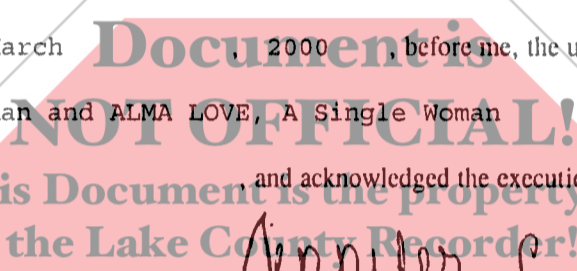 arch , 2000 , before me, the u
Document is
an and ALMA LOVE, A Single Woman
NOT OFFICIAL!
, and acknowledged the executi
is Document is the property
the Lake County Recorder!
Jennifer